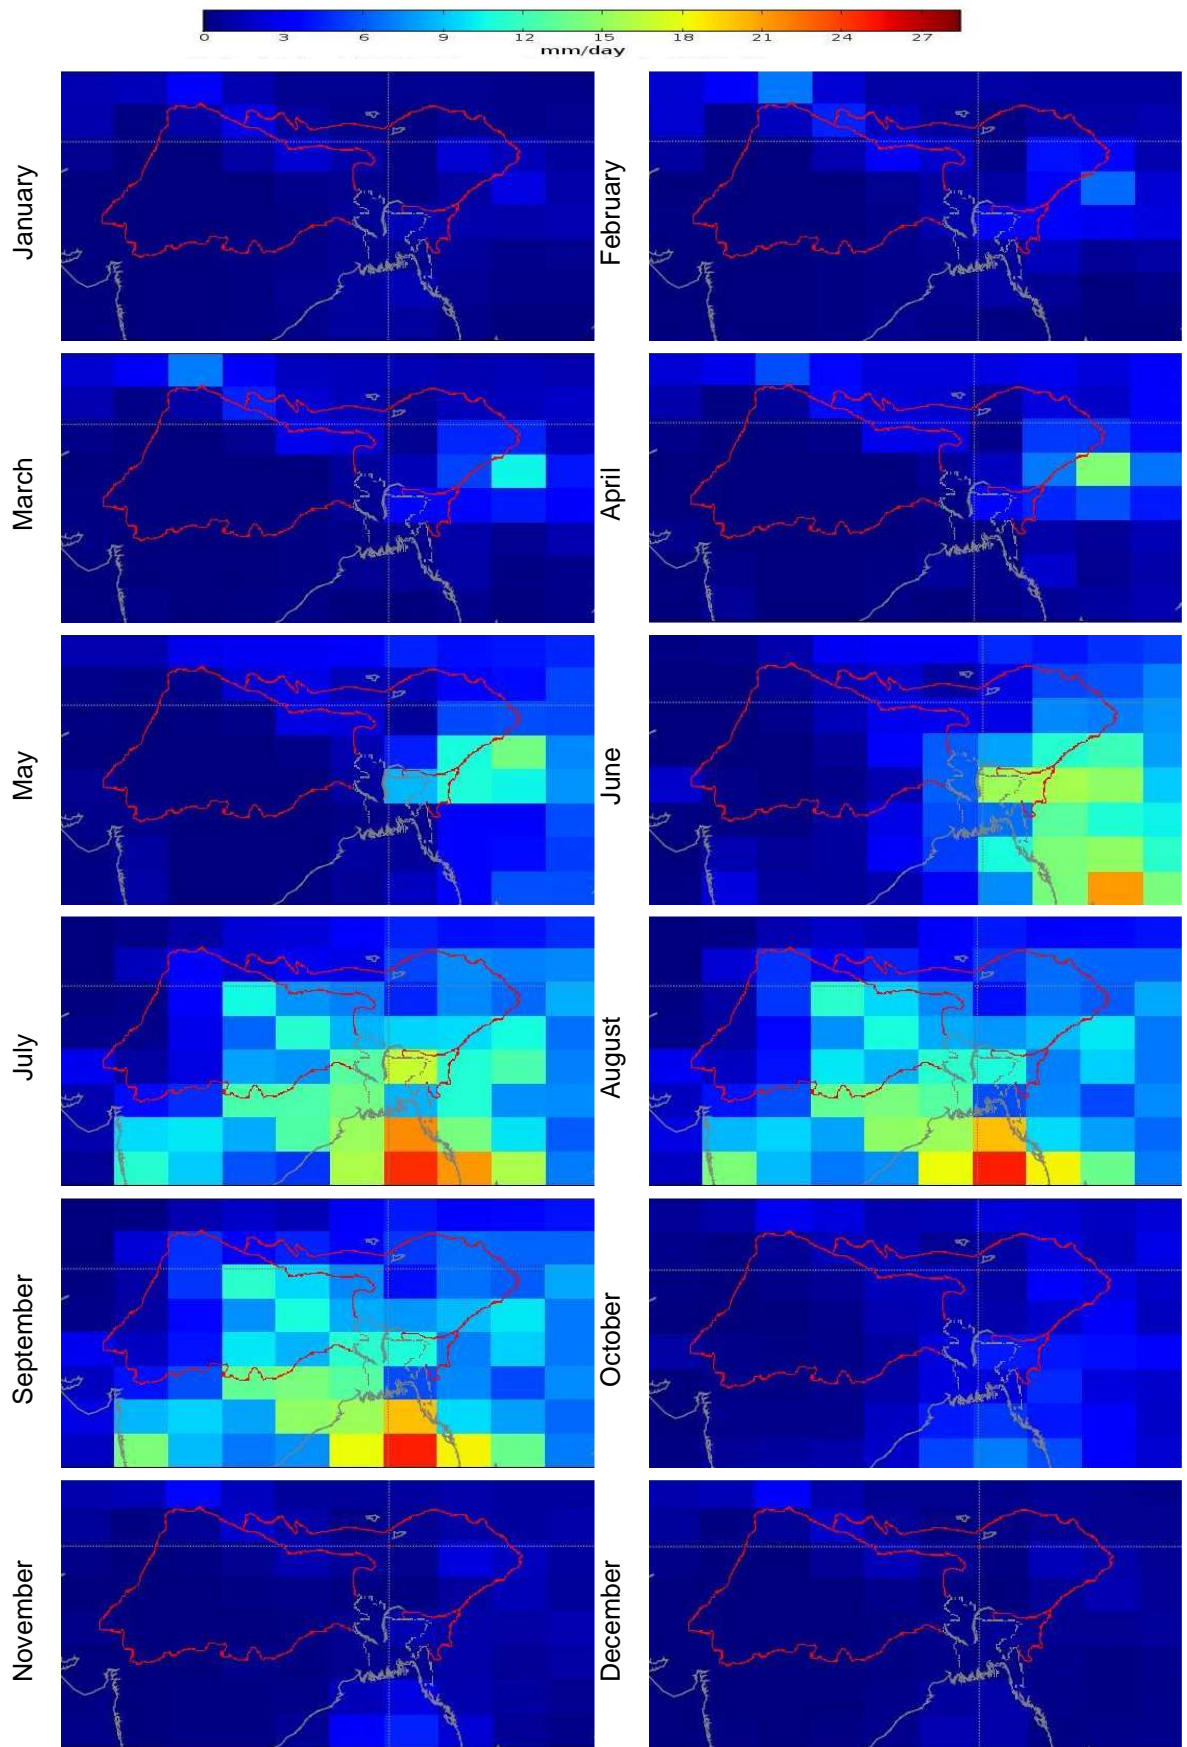 0 3 6 9 12 15 18 21 24 27
mm/day
January
February
March
April
May
June
July
August
September
October
November
December